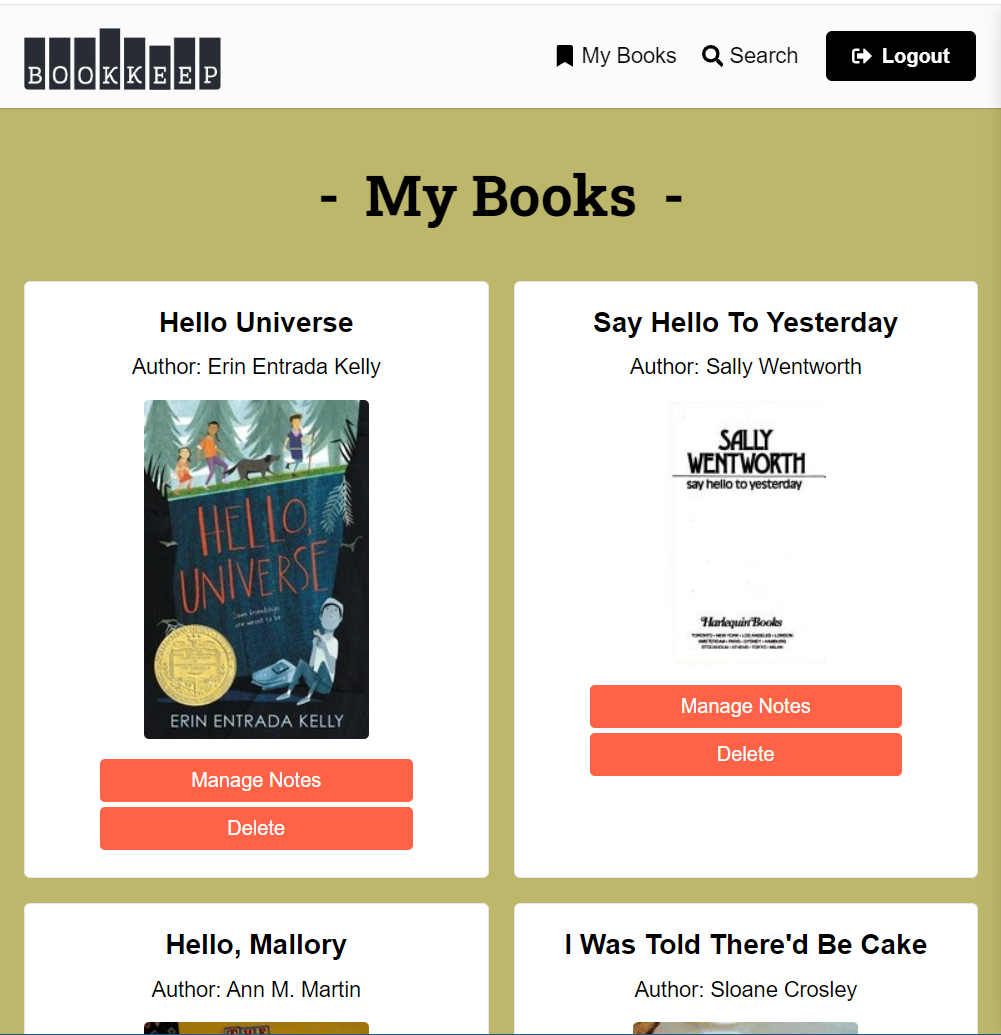 BOOKKEEP
My Books
Search
Logout
- My Books -
Hello Universe
Author: Erin Entrada Kelly
HELLO,
UNIVERSE
Some friendships
are meant to be
ERIN ENTRADA KELLY
Manage Notes
Delete
Say Hello To Yesterday
Author: Sally Wentworth
SALLY
WENTWORTH
say hello to yesterday
Harlequin Books
TORONTO • NEW YORK • LOS ANGELES • LONDON
AMSTERDAM • PARIS • SYDNEY • HAMBURG
STOCKHOLM • ATHENS • TOKYO • MILAN
Manage Notes
Delete
Hello, Mallory
Author: Ann M. Martin
THE
I Was Told There'd Be Cake
Author: Sloane Crosley